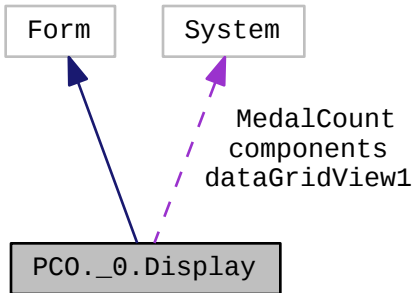 Form
System
MedalCount
components
dataGridView1
PCO._0.Display